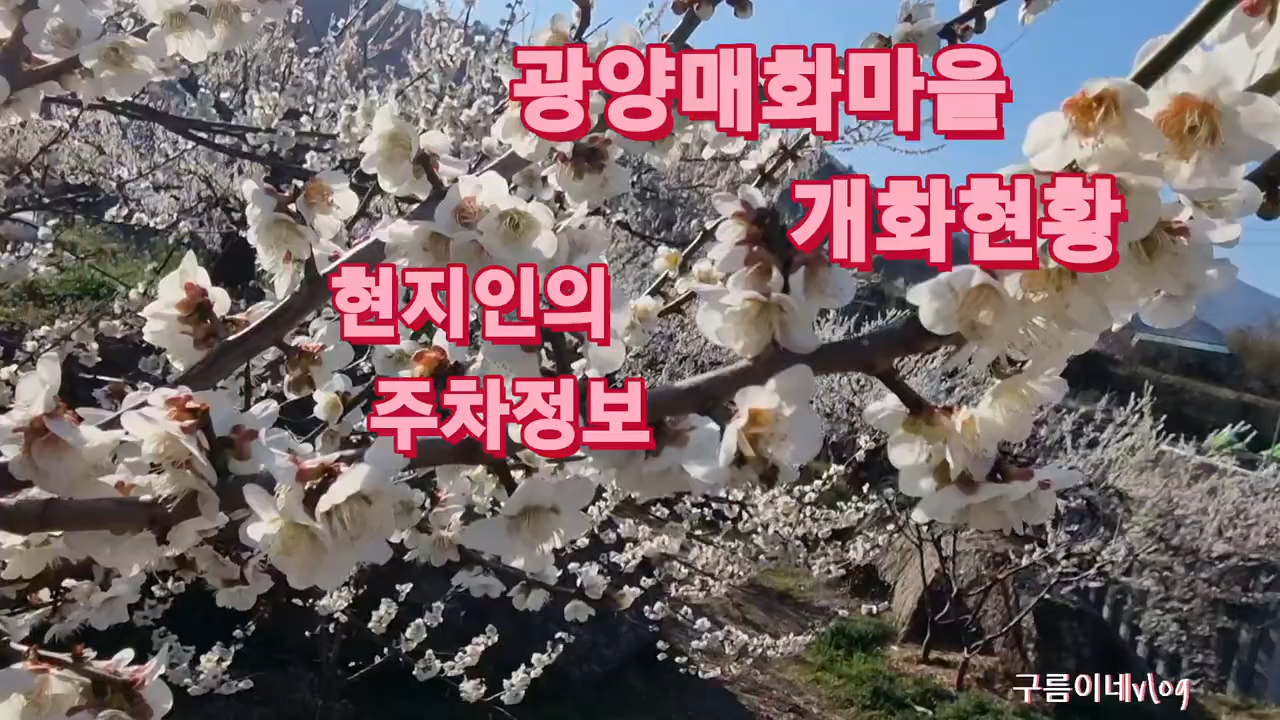 광양매화마을
개화현황
현지인의
주차정보
구름이네vlog